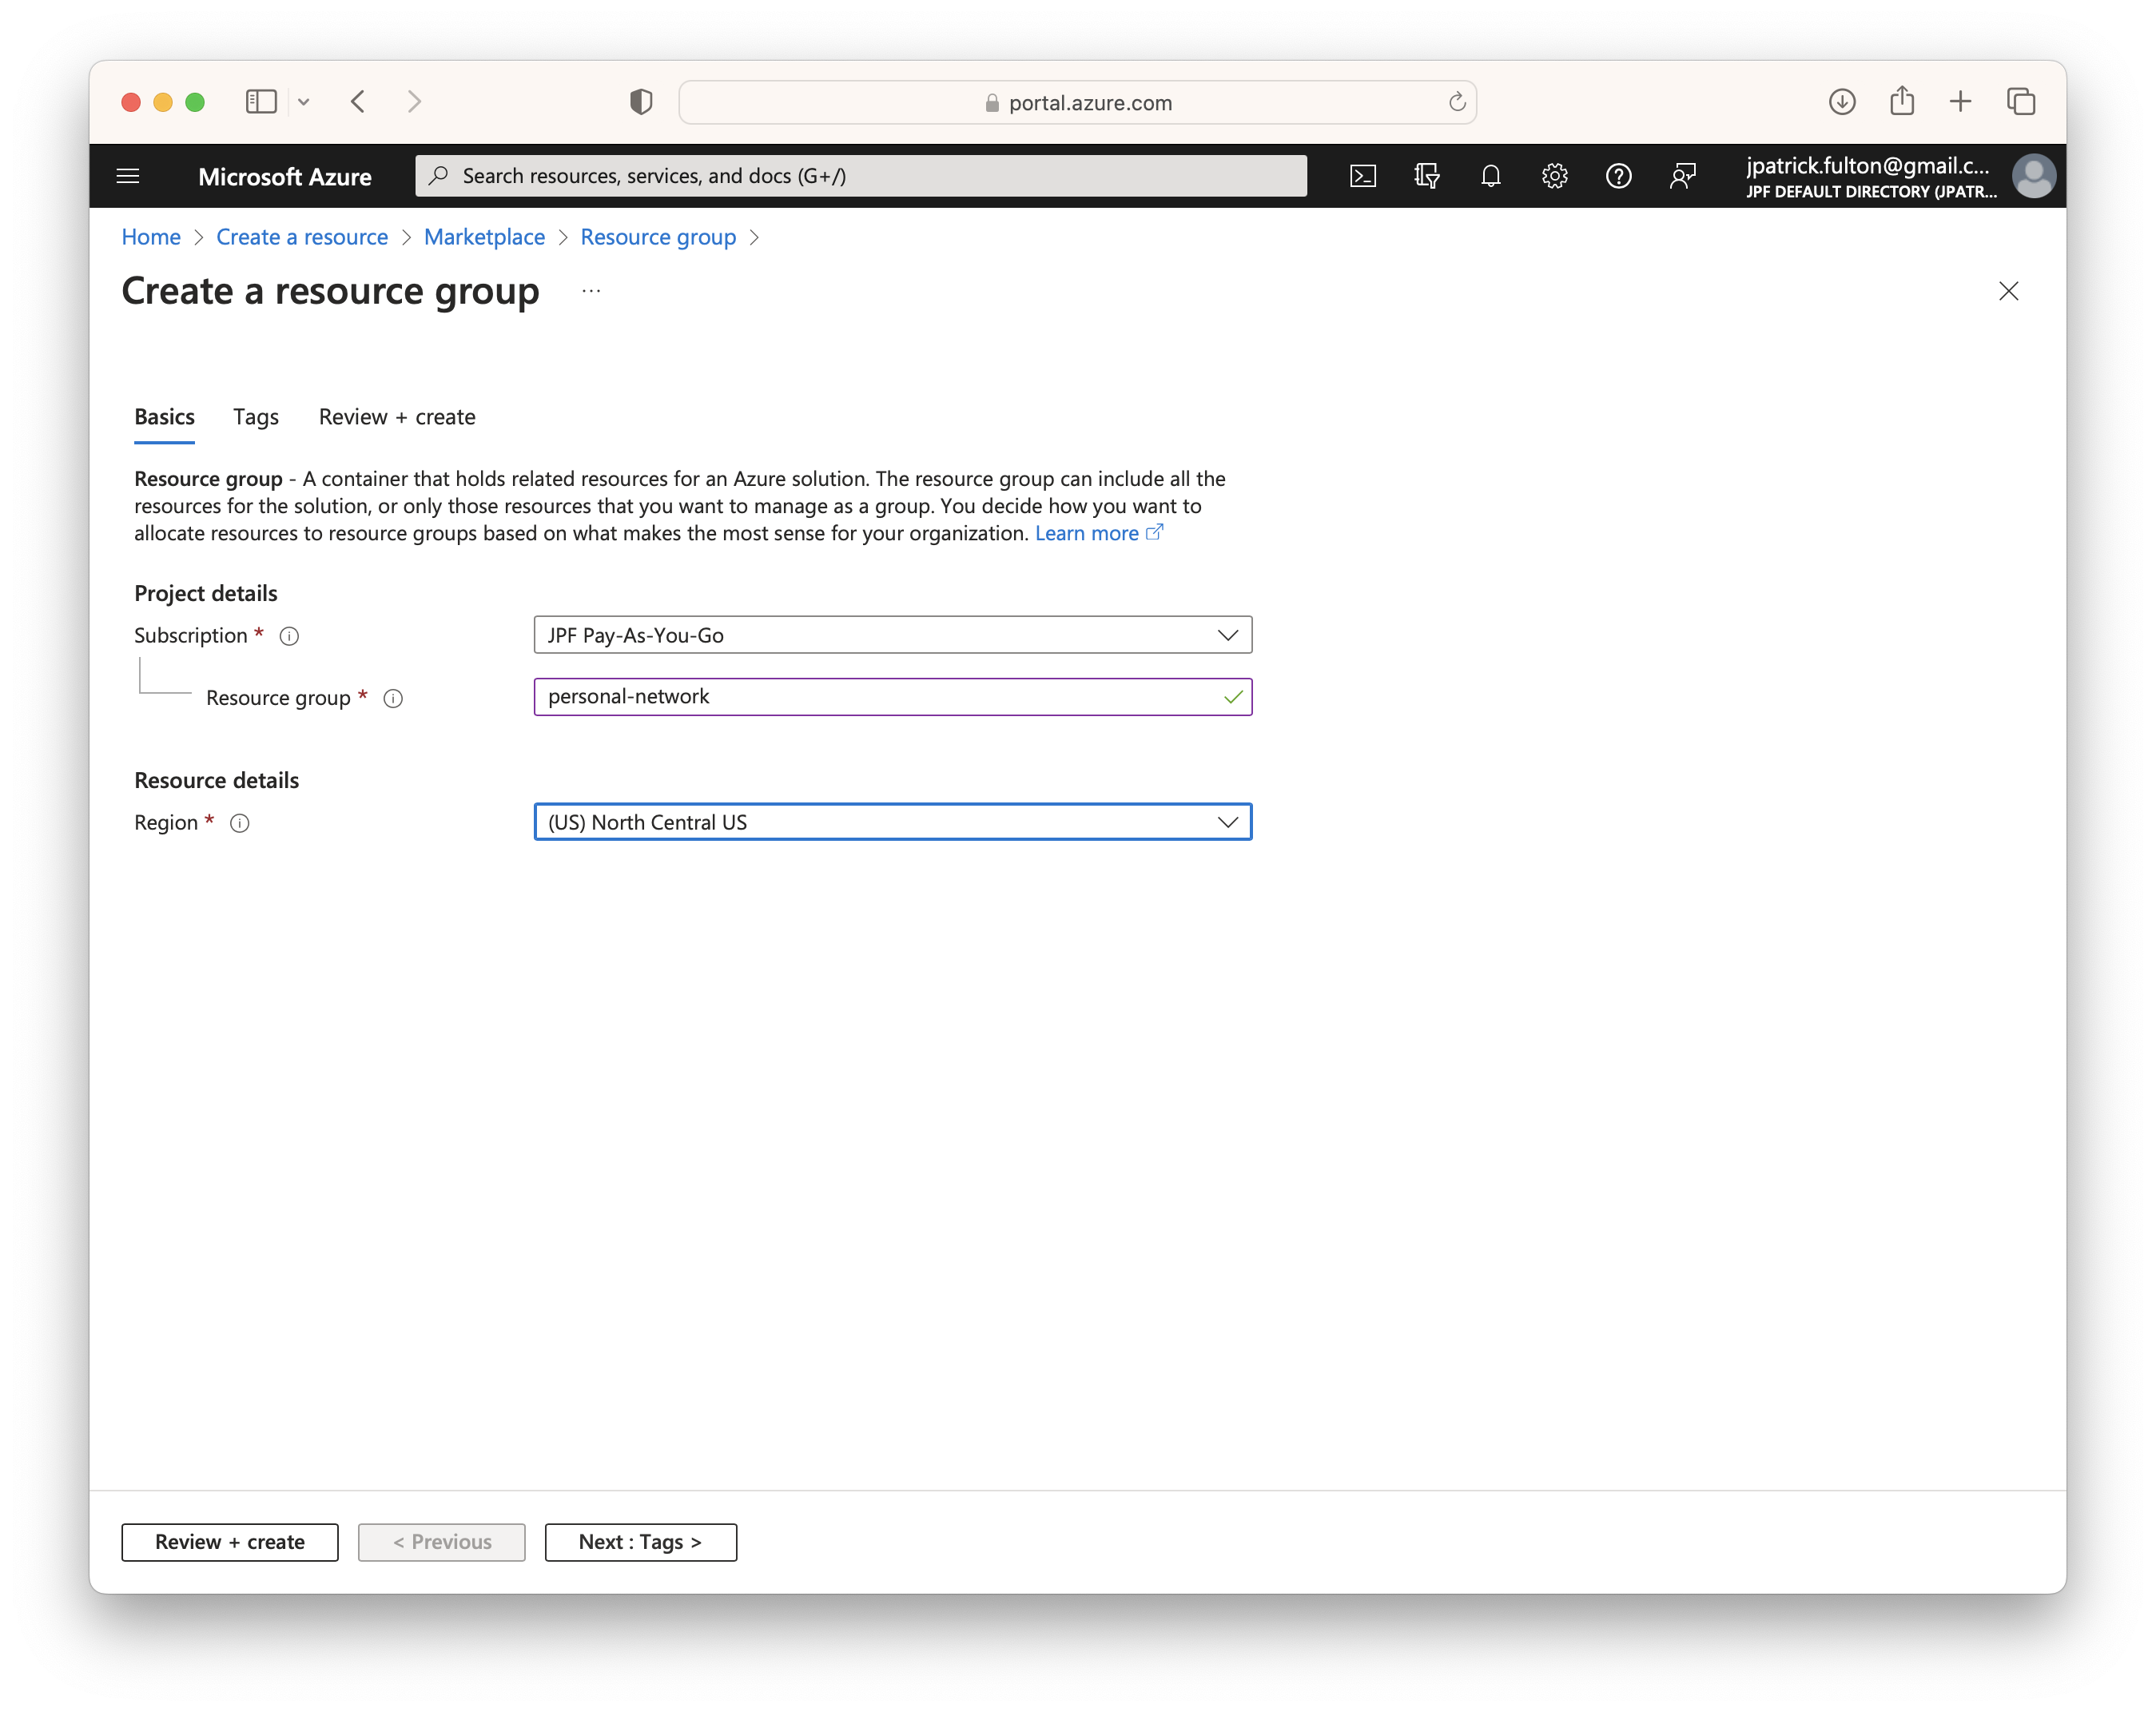 portal.azure.com
Microsoft Azure
Search resources, services, and docs (G+/)
jpatrick.fulton@gmail.c...
JPF DEFAULT DIRECTORY (JPATR...
Home > Create a resource > Marketplace > Resource group >
Create a resource group ...
Basics Tags Review + create
Resource group - A container that holds related resources for an Azure solution. The resource group can include all the
resources for the solution, or only those resources that you want to manage as a group. You decide how you want to
allocate resources to resource groups based on what makes the most sense for your organization. Learn more
Project details
Subscription * JPF Pay-As-You-Go
Resource group * personal-network
Resource details
Region * (US) North Central US
Review + create < Previous Next : Tags >